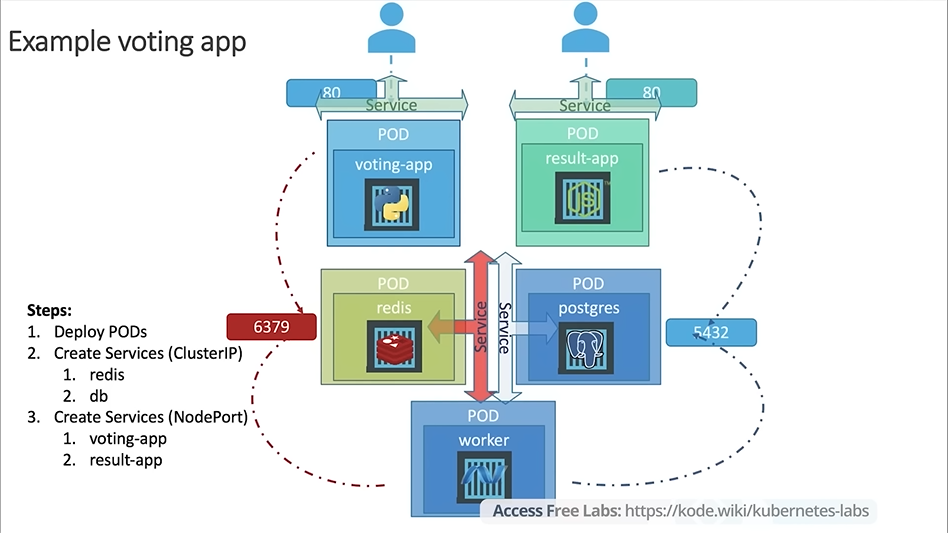 Example voting app
80
80
Service
Service
POD
POD
voting-app
result-app
JS
TM
POD
POD
redis
postgres
Steps:
1. Deploy PODs
2. Create Services (ClusterIP)
1. redis
2. db
3. Create Services (NodePort)
1. voting-app
2. result-app
6379
Service
Service
5432
POD
worker
Access Free Labs: https://kode.wiki/kubernetes-labs